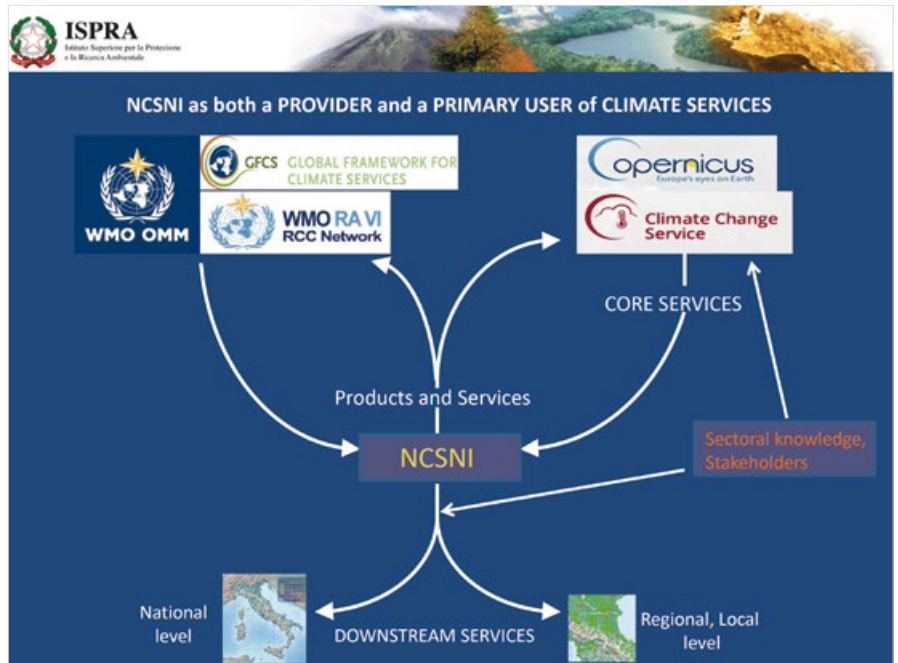 ISPRA
Istituto Superiore per la Protezione
e la Ricerca Ambientale
NCSNI as both a PROVIDER and a PRIMARY USER of CLIMATE SERVICES
WMO OMM
GFCS GLOBAL FRAMEWORK FOR
CLIMATE SERVICES
WMO RA VI
RCC Network
Copernicus
Europe's eyes on Earth
Climate Change
Service
CORE SERVICES
Products and Services
NCSNI
Sectoral knowledge,
Stakeholders
National
level
DOWNSTREAM SERVICES
Regional, Local
level